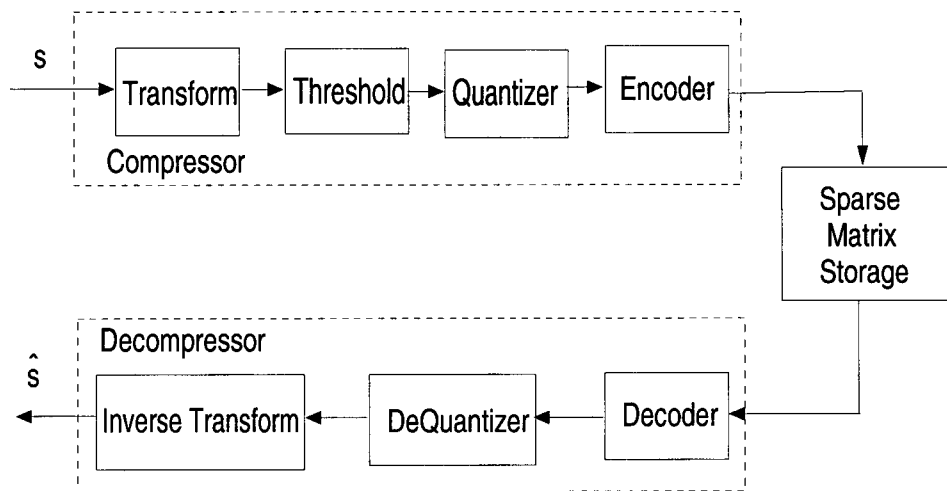 s
Transform
Threshold
Quantizer
Encoder
Compressor
Sparse
Matrix
Storage
Decompressor
ŝ
Inverse Transform
DeQuantizer
Decoder